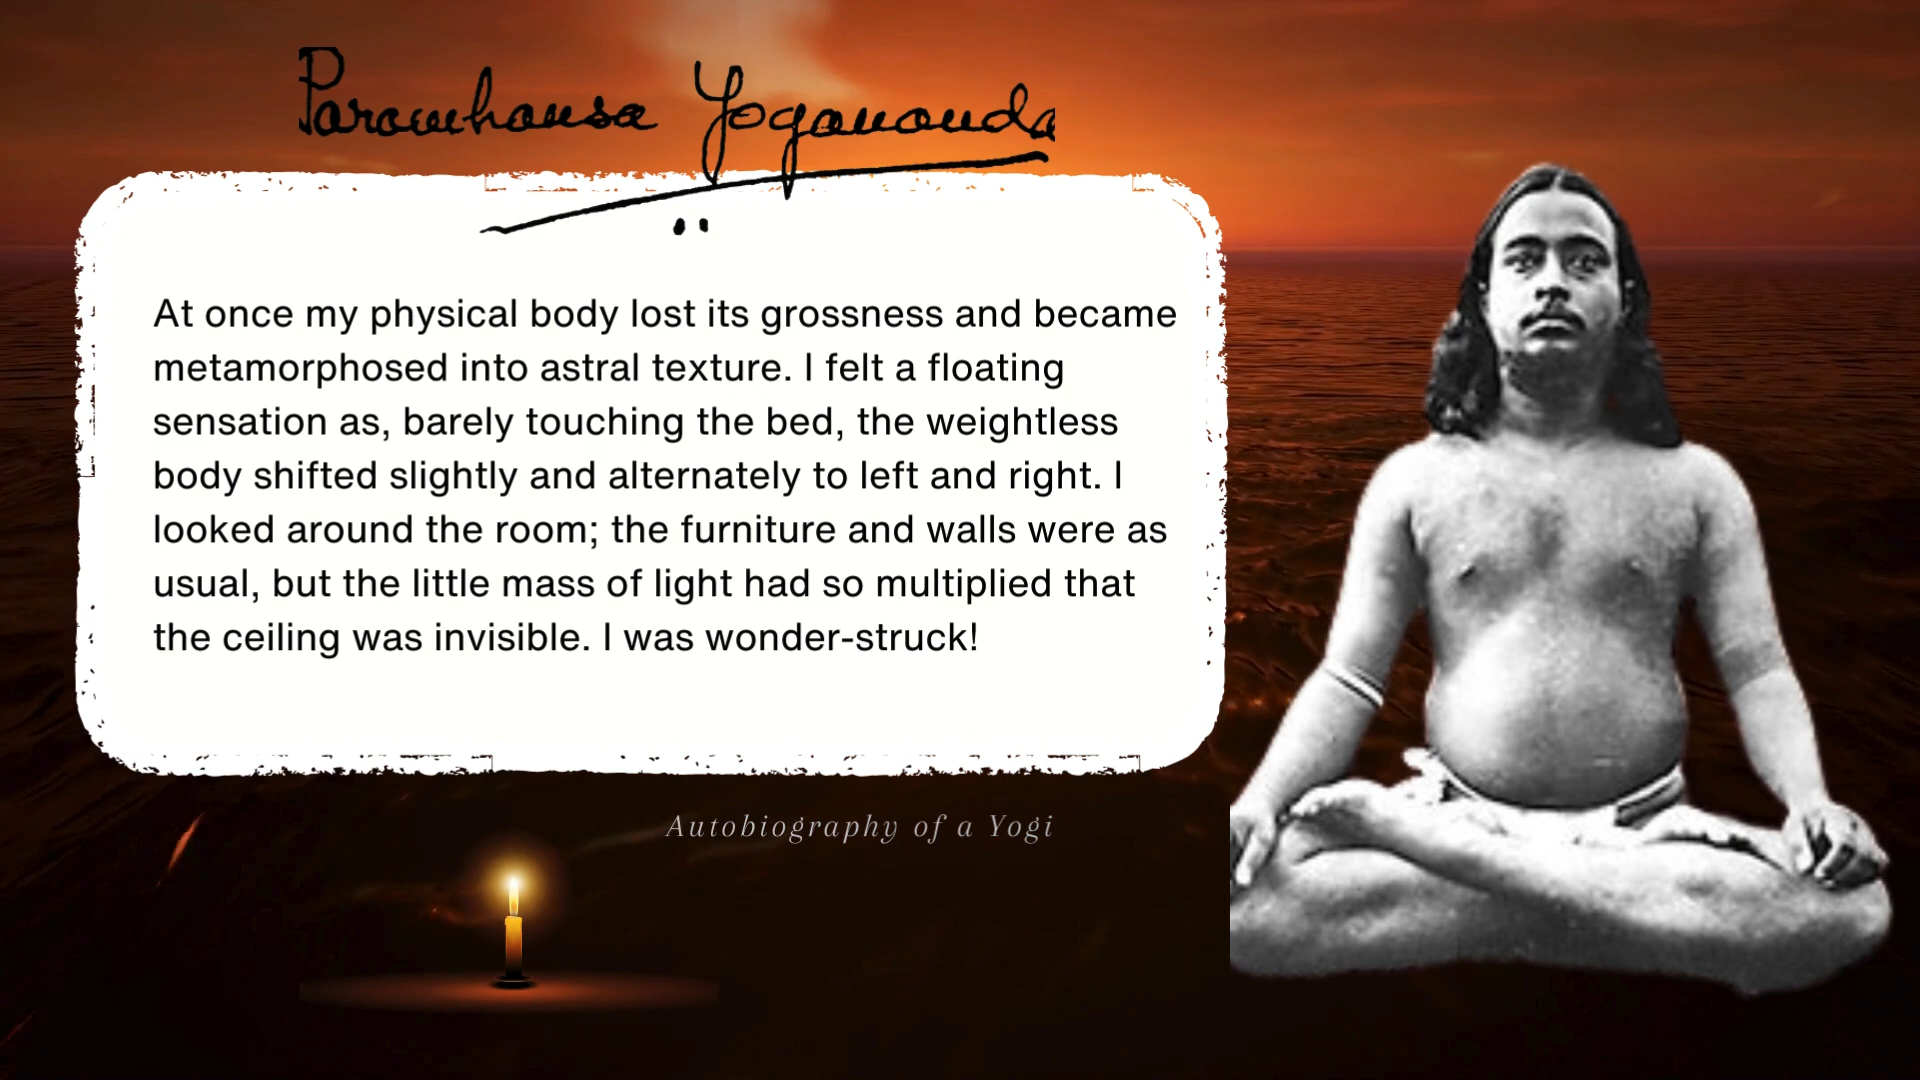 Paramhansa Yogananda
At once my physical body lost its grossness and became
metamorphosed into astral texture. I felt a floating
sensation as, barely touching the bed, the weightless
body shifted slightly and alternately to left and right. I
looked around the room; the furniture and walls were as
usual, but the little mass of light had so multiplied that
the ceiling was invisible. I was wonder-struck!
Autobiography of a Yogi